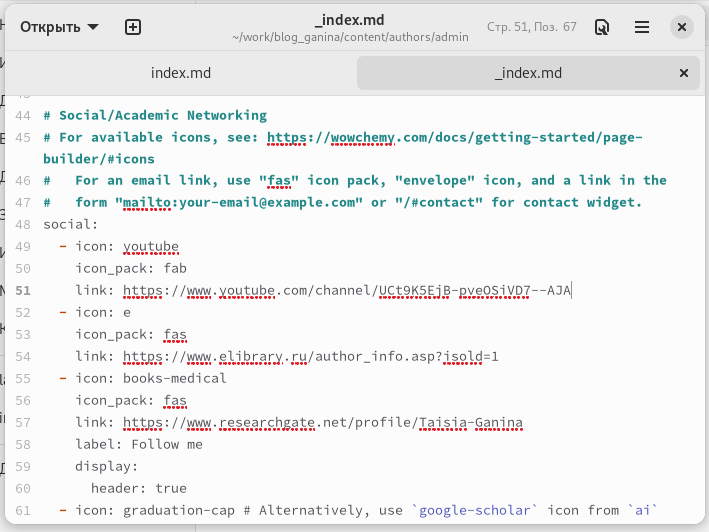 Открыть
_index.md
~/work/blog_ganina/content/authors/admin
Стр. 51, Поз. 67
index.md
_index.md
44 # Social/Academic Networking
45 # For available icons, see: https://wowchemy.com/docs/getting-started/page-
builder/#icons
46 #   For an email link, use "fas" icon pack, "envelope" icon, and a link in the
47 #   form "mailto:your-email@example.com" or "/#contact" for contact widget.
48 social:
49   - icon: youtube
50     icon_pack: fab
51     link: https://www.youtube.com/channel/UCt9K5EjB-pveOSiVD7--AJA
52   - icon: e
53     icon_pack: fas
54     link: https://www.elibrary.ru/author_info.asp?isold=1
55   - icon: books-medical
56     icon_pack: fas
57     link: https://www.researchgate.net/profile/Taisia-Ganina
58     label: Follow me
59     display:
60       header: true
61   - icon: graduation-cap # Alternatively, use `google-scholar` icon from `ai`